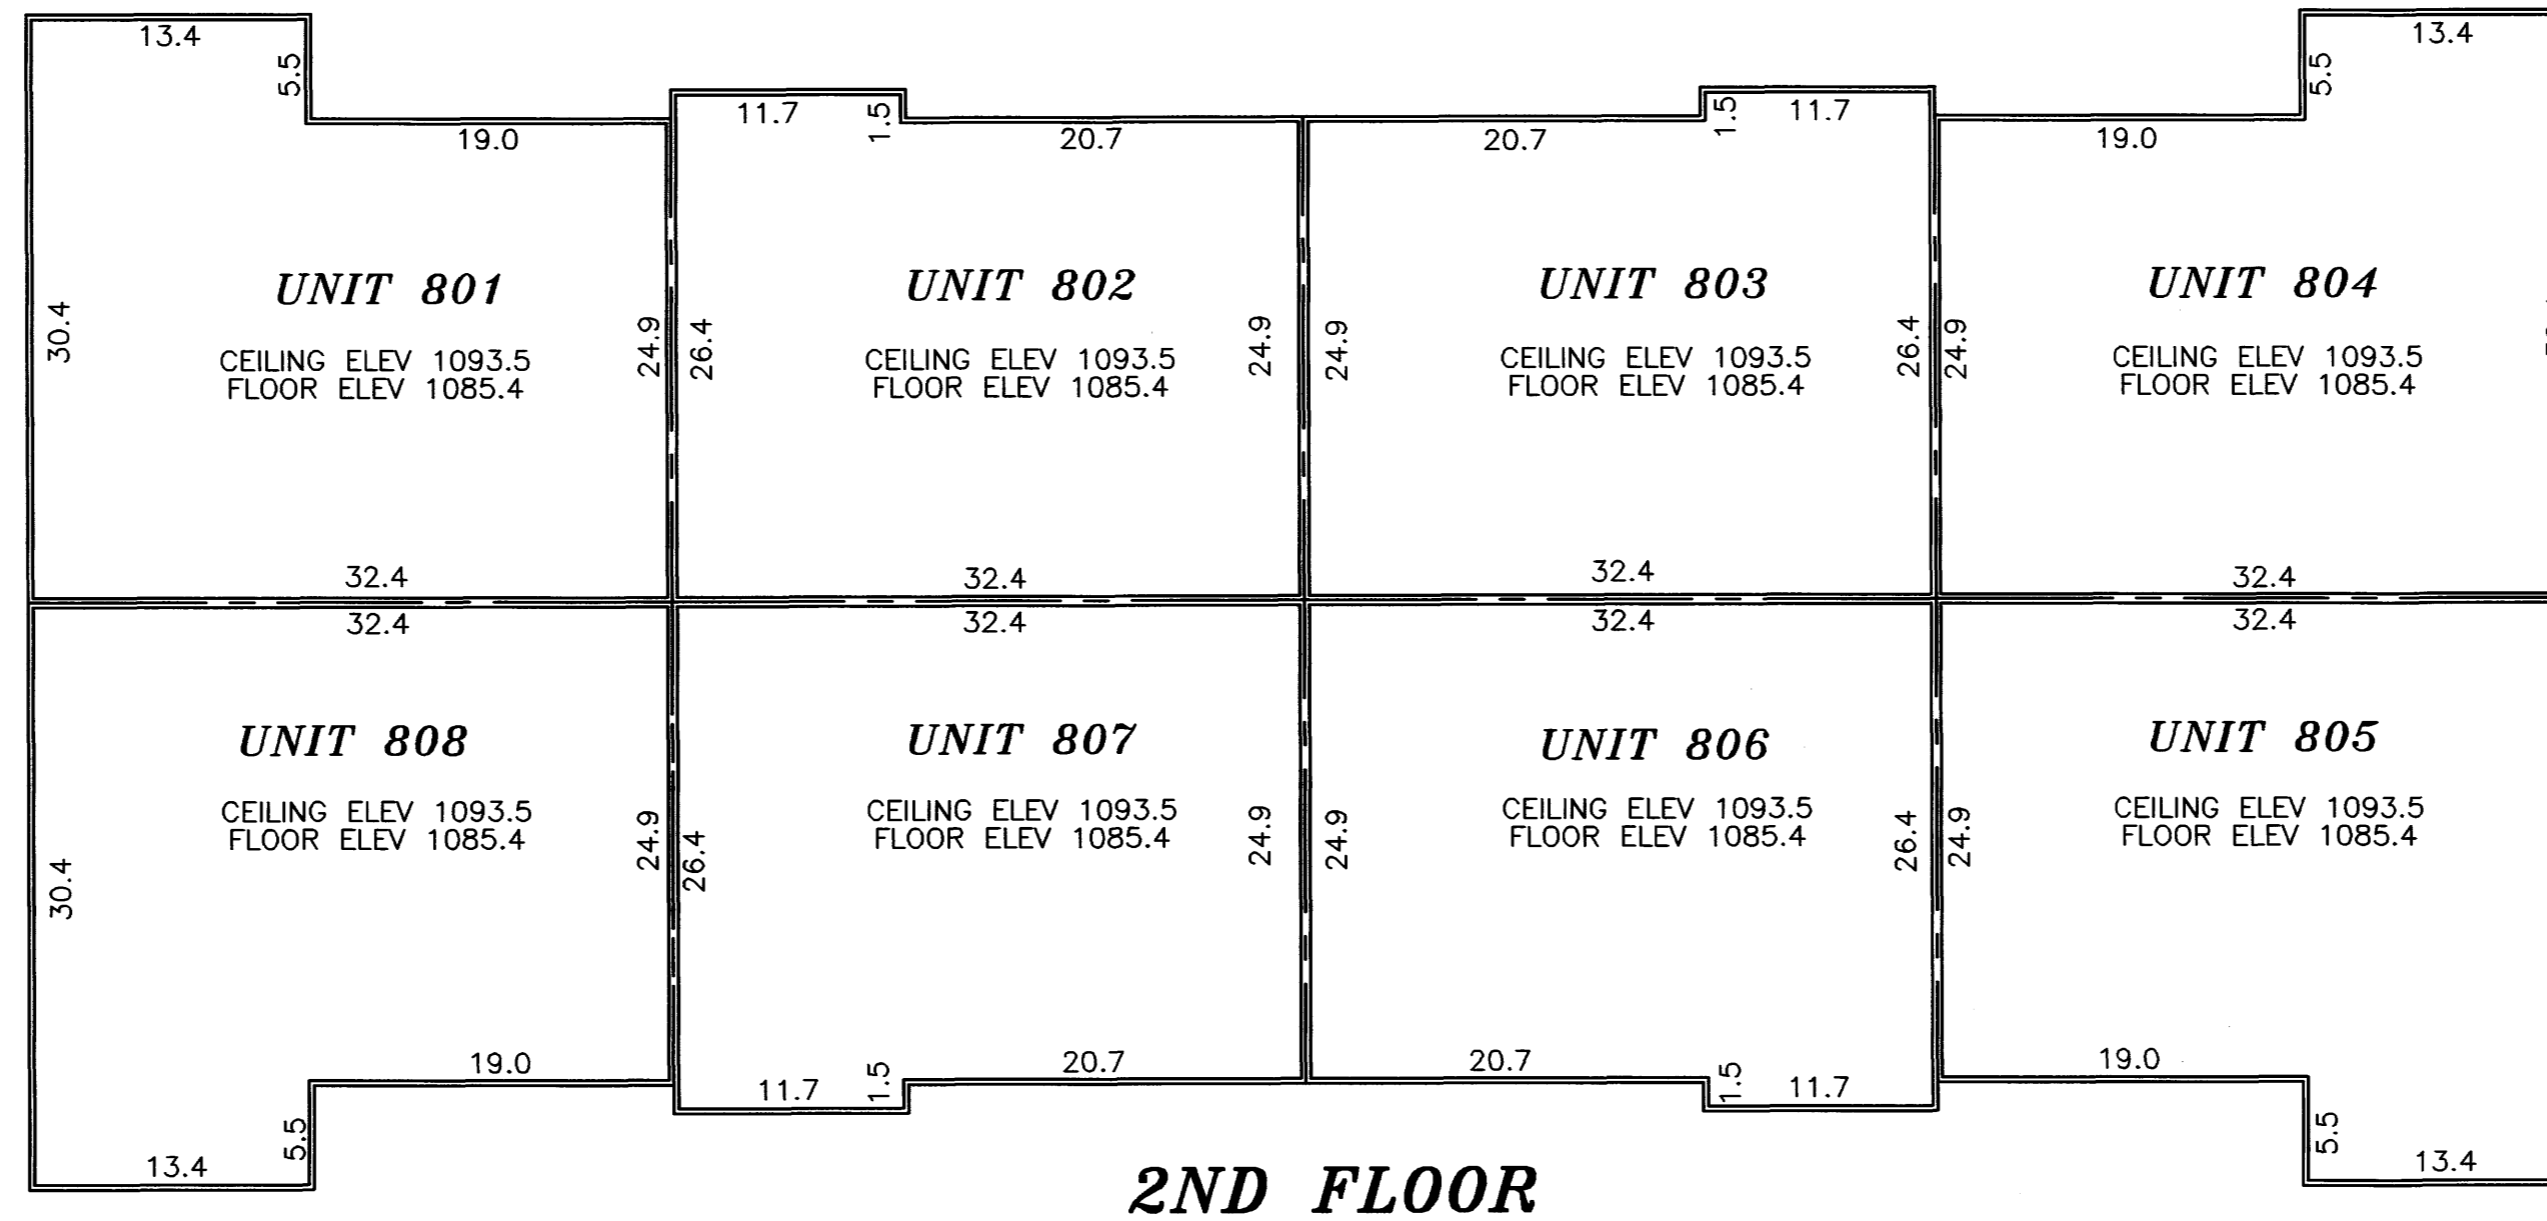 13.4
5.5
19.0
11.7
1.5
20.7
20.7
1.5
11.7
19.0
5.5
13.4
UNIT 801
CEILING ELEV 1093.5
FLOOR ELEV 1085.4
30.4
24.9
32.4
UNIT 802
CEILING ELEV 1093.5
FLOOR ELEV 1085.4
26.4
24.9
32.4
UNIT 803
CEILING ELEV 1093.5
FLOOR ELEV 1085.4
24.9
26.4
32.4
UNIT 804
CEILING ELEV 1093.5
FLOOR ELEV 1085.4
24.9
32.4
32.4
UNIT 808
CEILING ELEV 1093.5
FLOOR ELEV 1085.4
30.4
24.9
19.0
5.5
13.4
32.4
UNIT 807
CEILING ELEV 1093.5
FLOOR ELEV 1085.4
26.4
24.9
11.7
1.5
20.7
32.4
UNIT 806
CEILING ELEV 1093.5
FLOOR ELEV 1085.4
24.9
26.4
20.7
1.5
11.7
32.4
UNIT 805
CEILING ELEV 1093.5
FLOOR ELEV 1085.4
24.9
19.0
5.5
13.4
2ND FLOOR